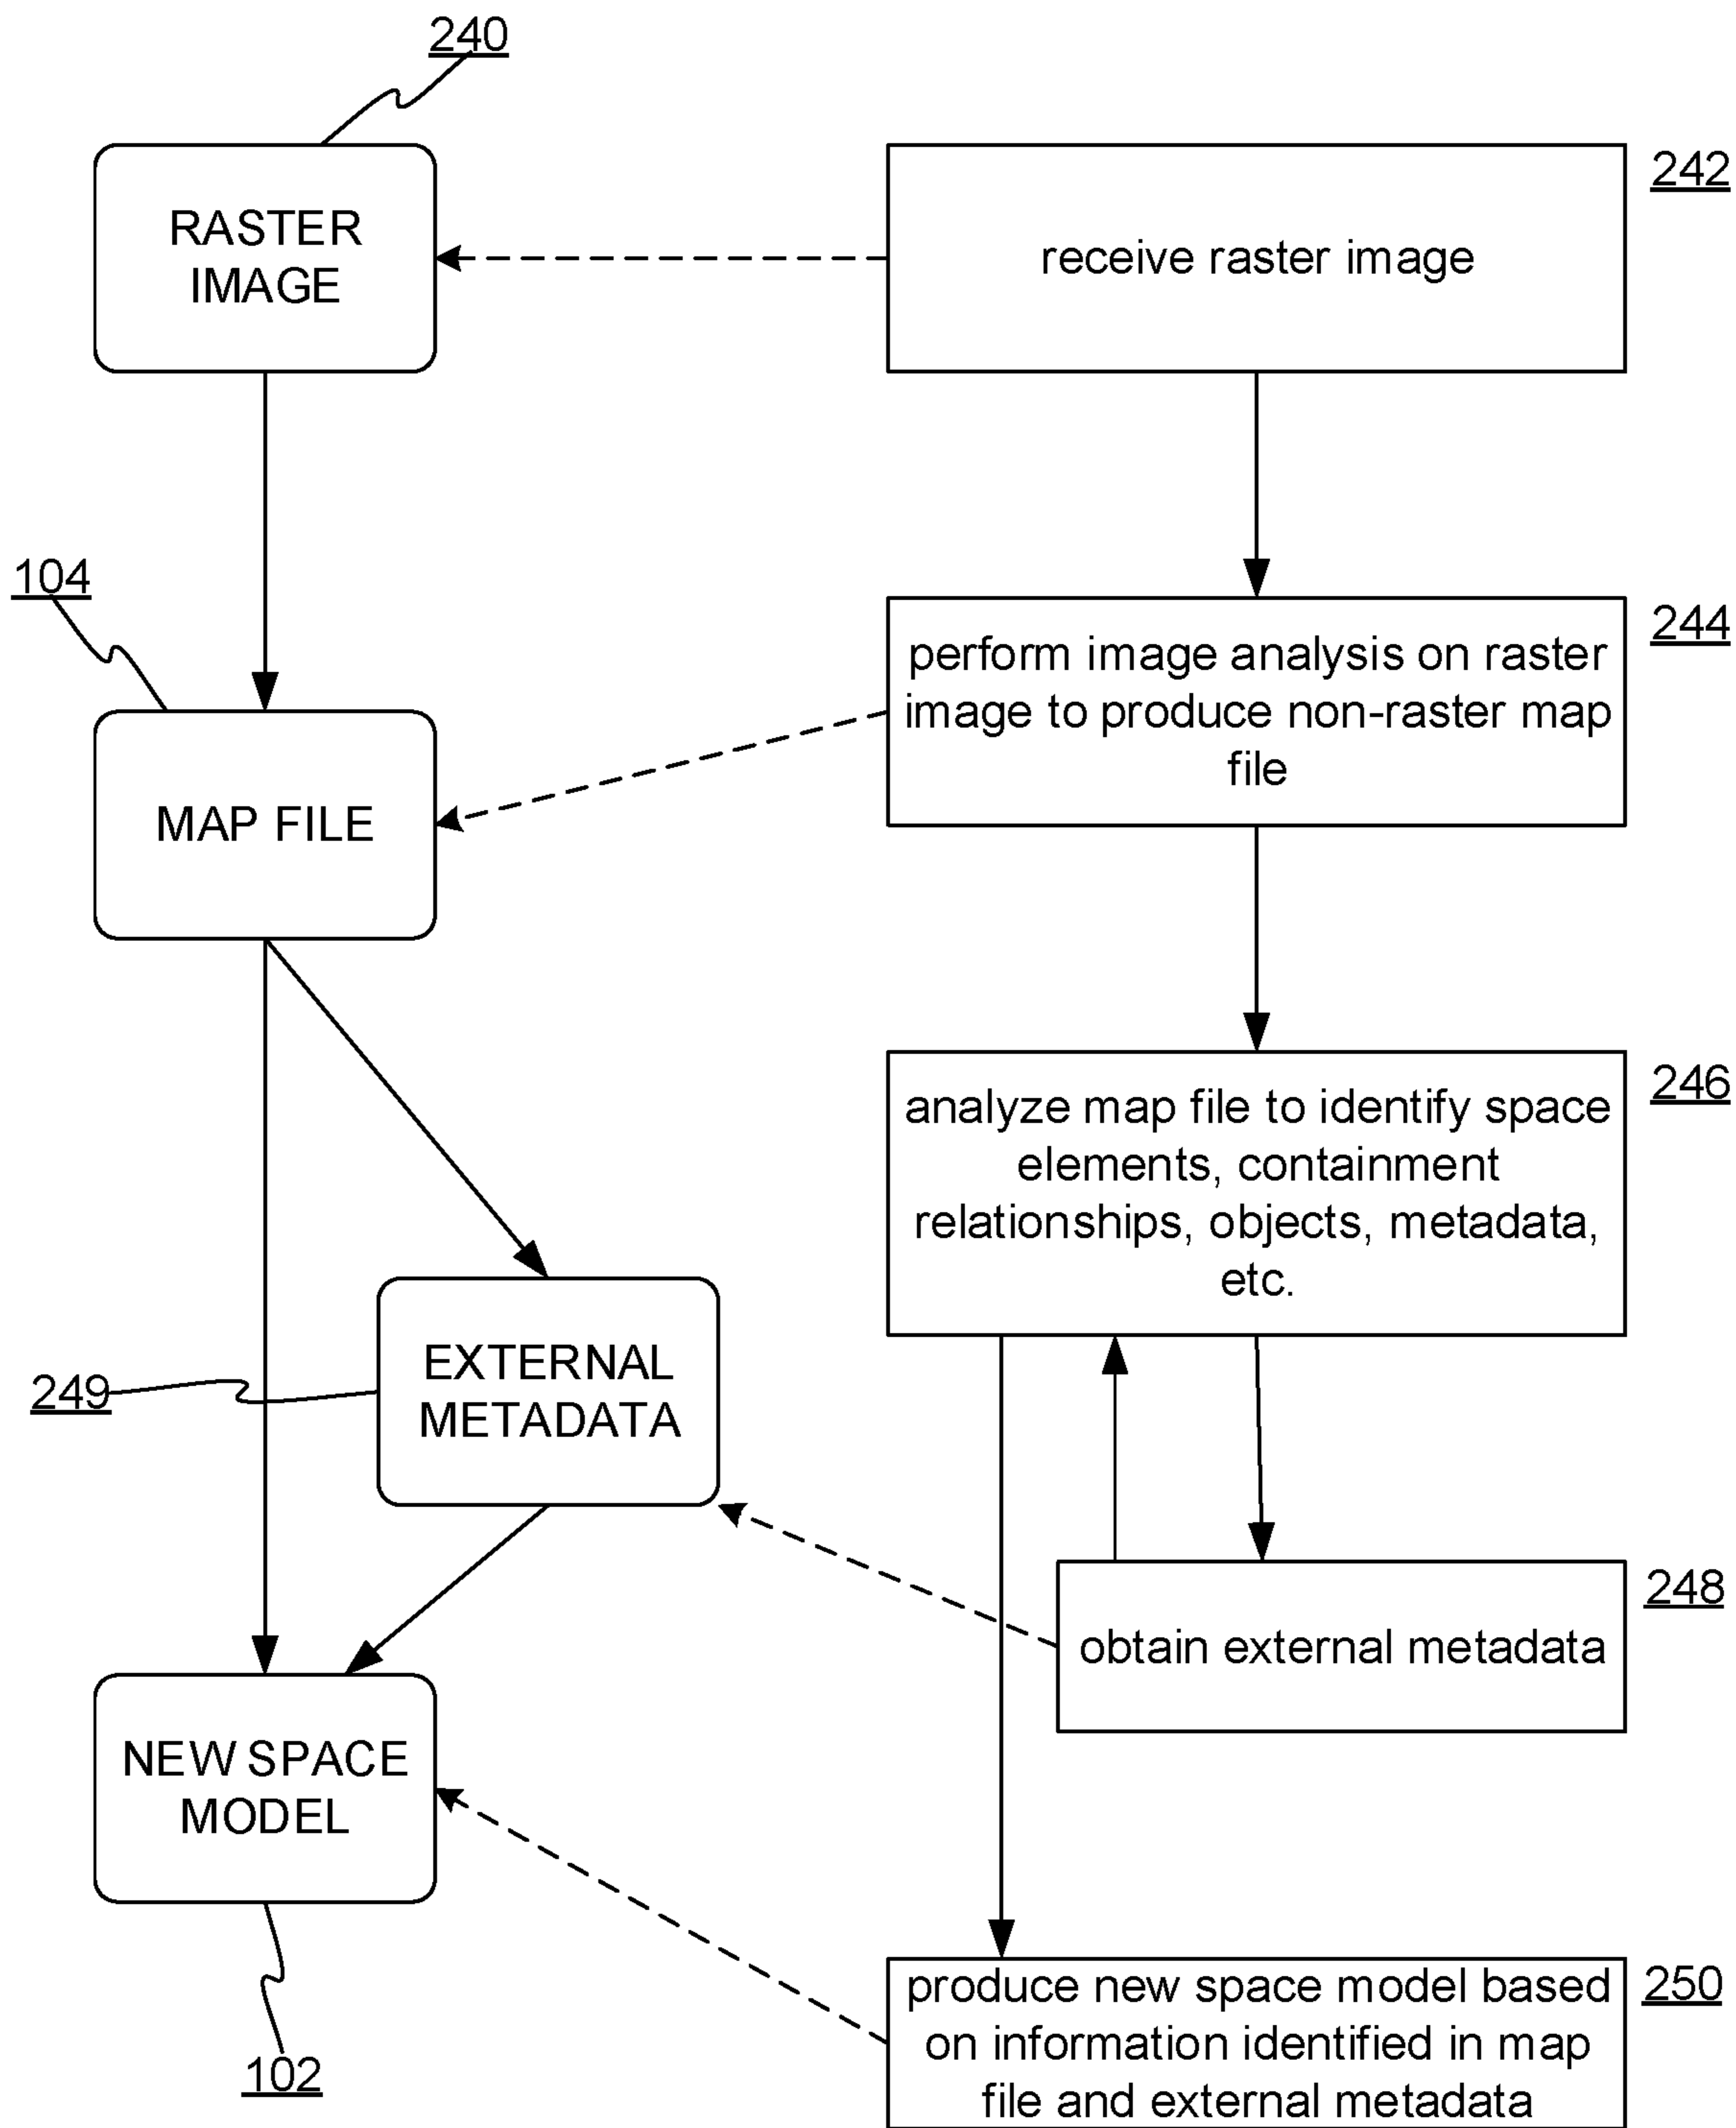 240
RASTER
IMAGE
242
receive raster image
104
MAP FILE
244
perform image analysis on raster
image to produce non-raster map
file
246
analyze map file to identify space
elements, containment
relationships, objects, metadata,
etc.
249
EXTERNAL
METADATA
248
obtain external metadata
NEW SPACE
MODEL
102
250
produce new space model based
on information identified in map
file and external metadata